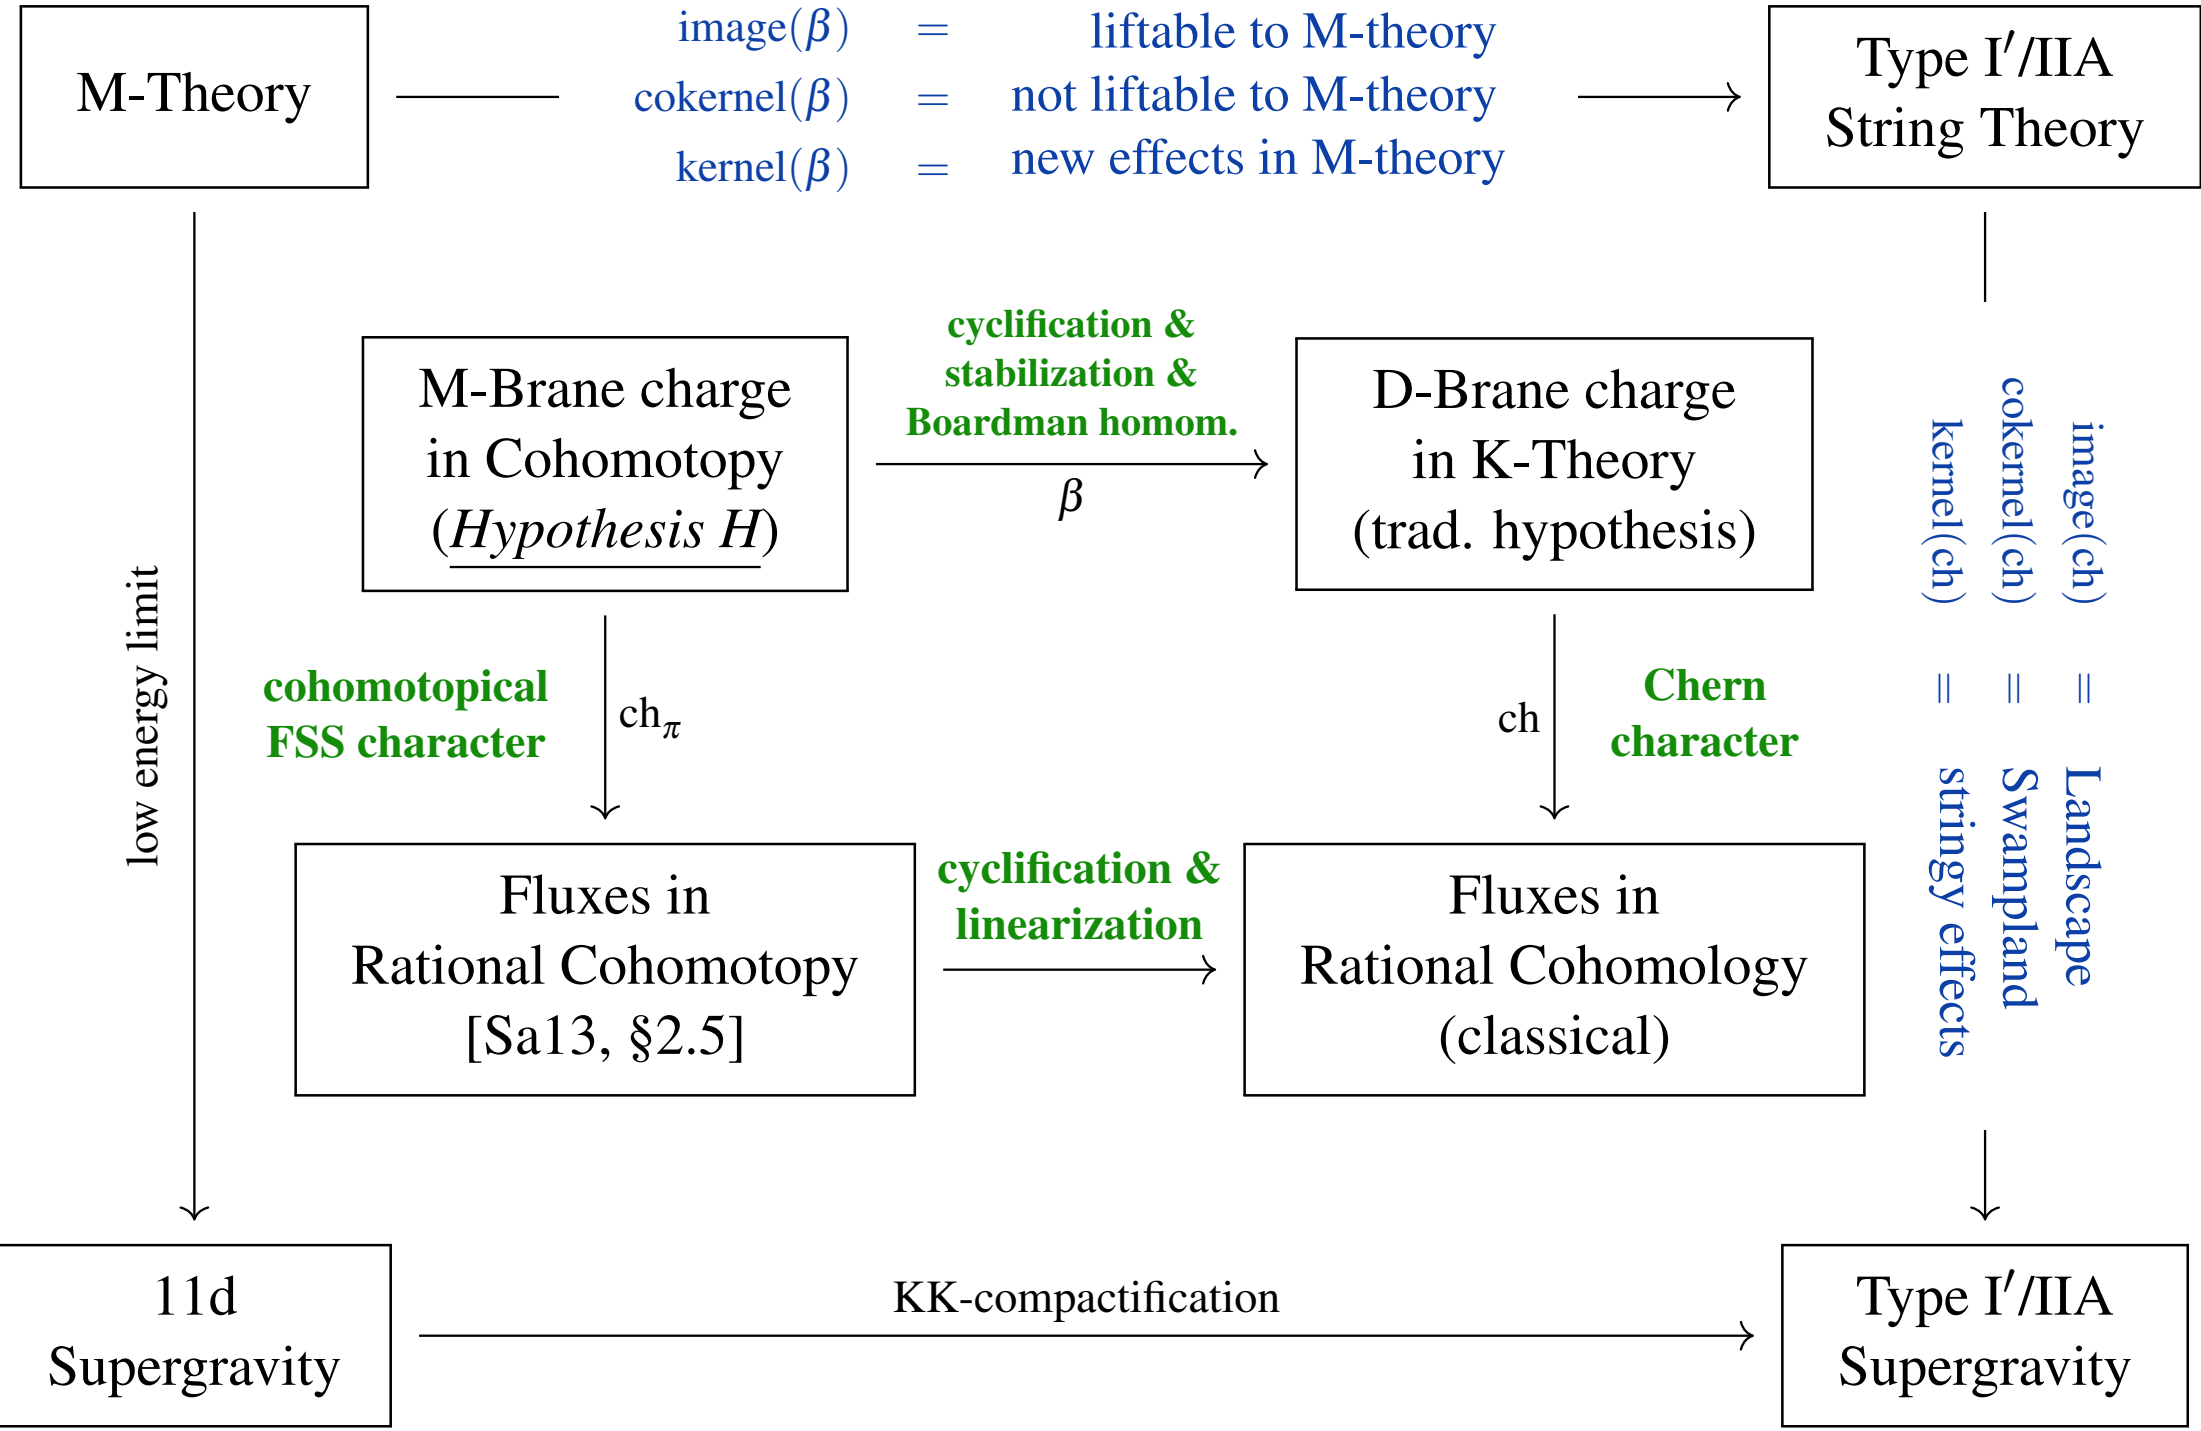 M-Theory
image(β) = liftable to M-theory
cokernel(β) = not liftable to M-theory
kernel(β) = new effects in M-theory
Type I′/IIA
String Theory
M-Brane charge
in Cohomotopy
(Hypothesis H)
cyclification &
stabilization &
Boardman homom.
β
D-Brane charge
in K-Theory
(trad. hypothesis)
low energy limit
cohomotopical
FSS character
ch_π
ch
Chern
character
image(ch) = Landscape
cokernel(ch) = Swampland
kernel(ch) = stringy effects
Fluxes in
Rational Cohomotopy
[Sa13, §2.5]
cyclification &
linearization
Fluxes in
Rational Cohomology
(classical)
11d
Supergravity
KK-compactification
Type I′/IIA
Supergravity